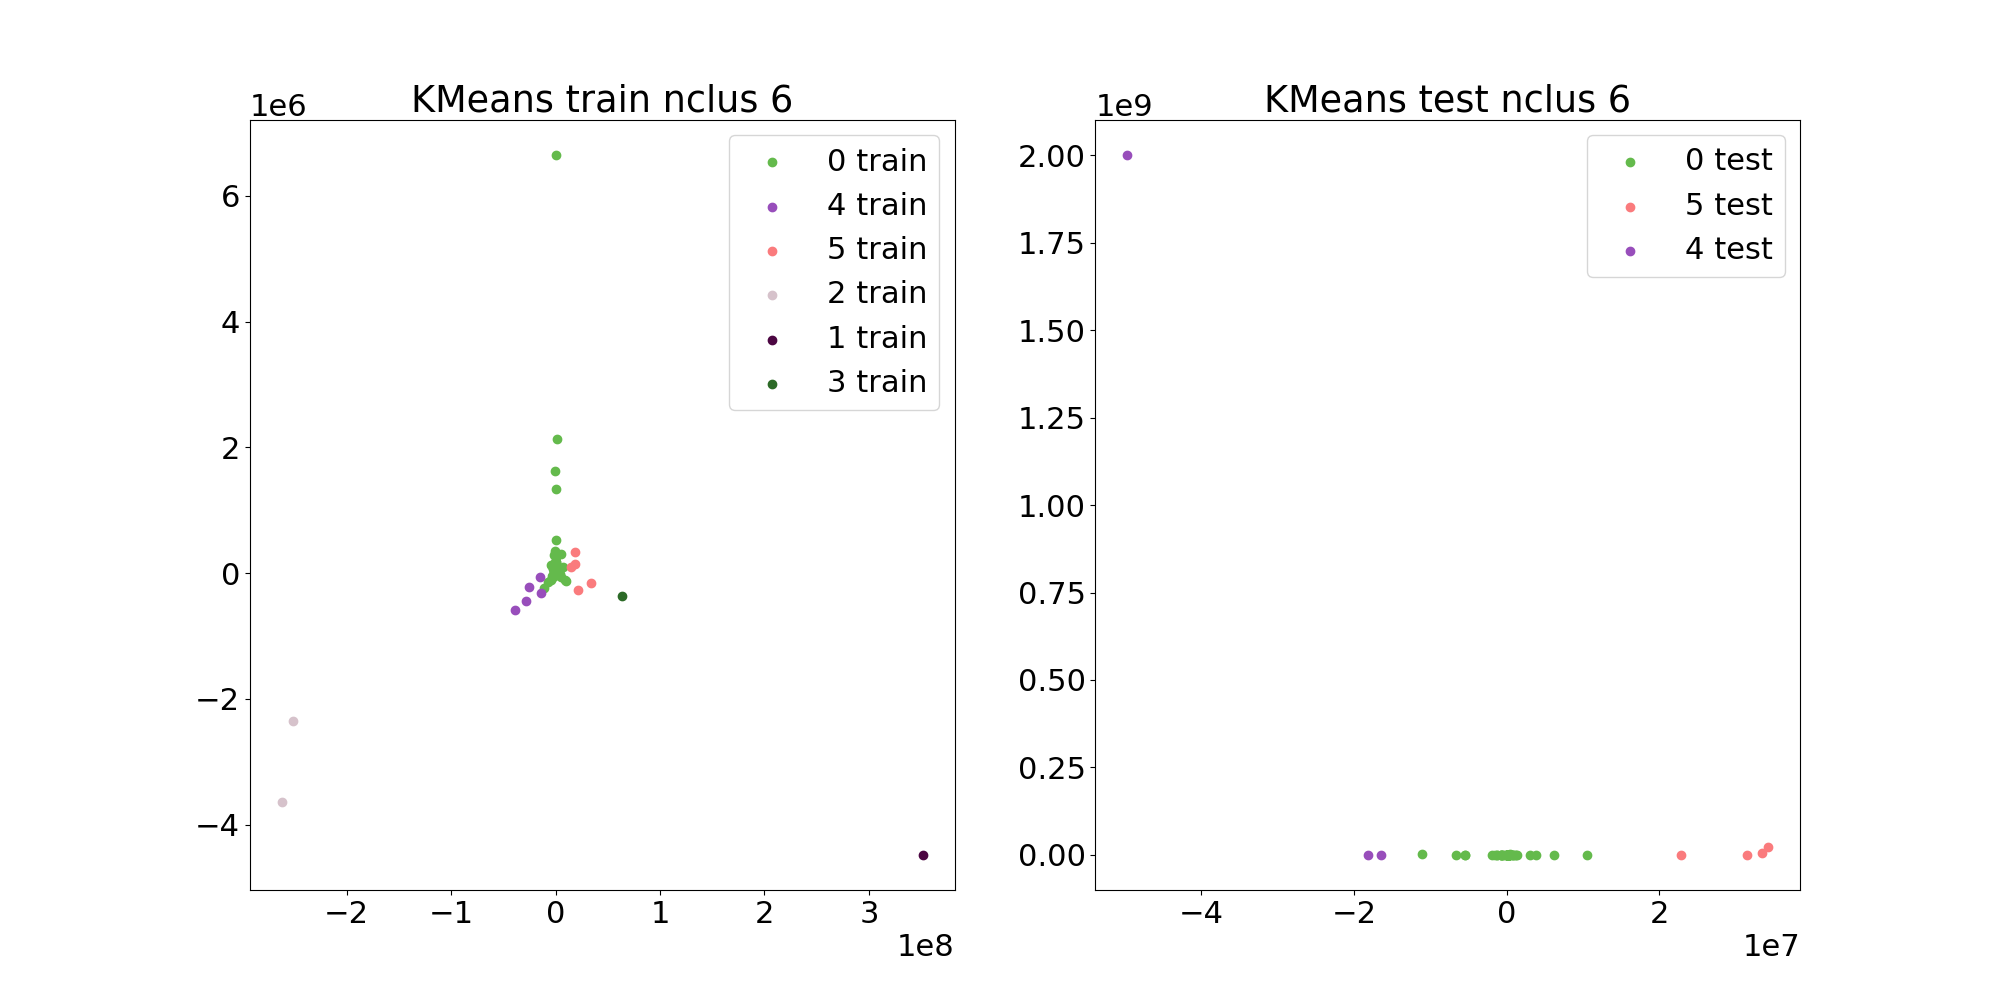 KMeans train nclus 6
1e6
0 train
4 train
5 train
2 train
1 train
3 train
6
4
2
0
−2
−4
−2
−1
0
1
2
3
1e8
KMeans test nclus 6
1e9
0 test
5 test
4 test
2.00
1.75
1.50
1.25
1.00
0.75
0.50
0.25
0.00
−4
−2
0
2
1e7